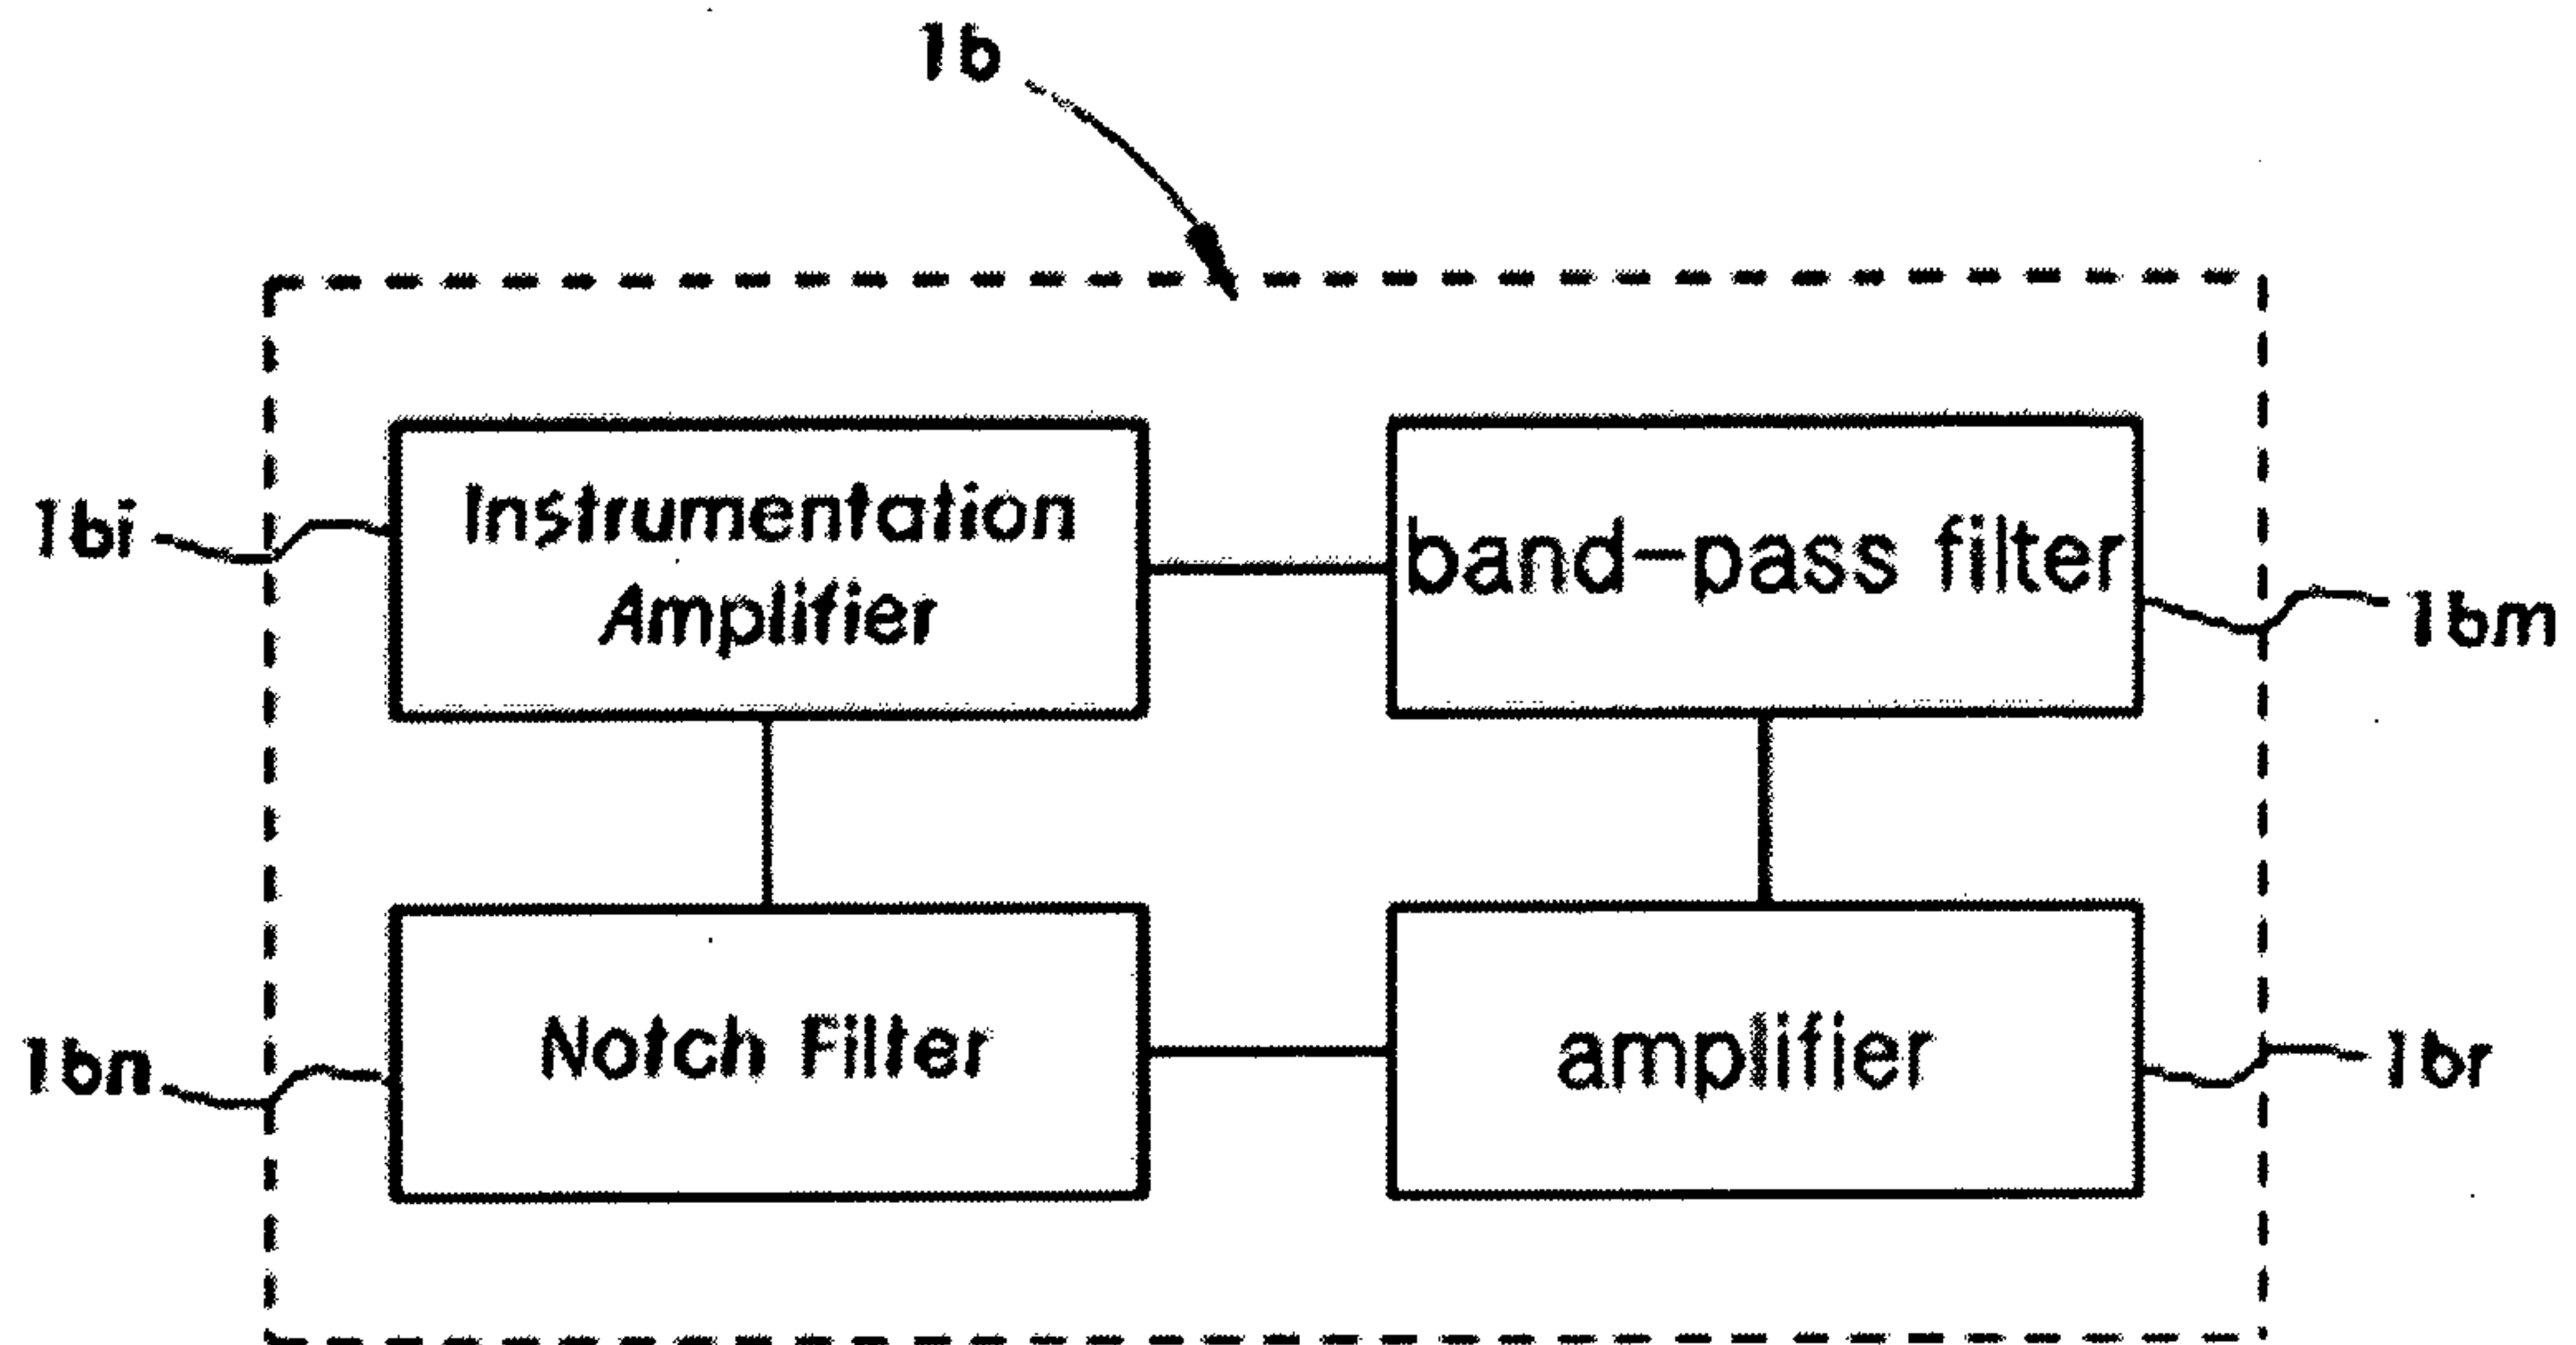 1b
Instrumentation
Amplifier
band-pass filter
1bi
1bm
Notch Filter
amplifier
1bn
1br